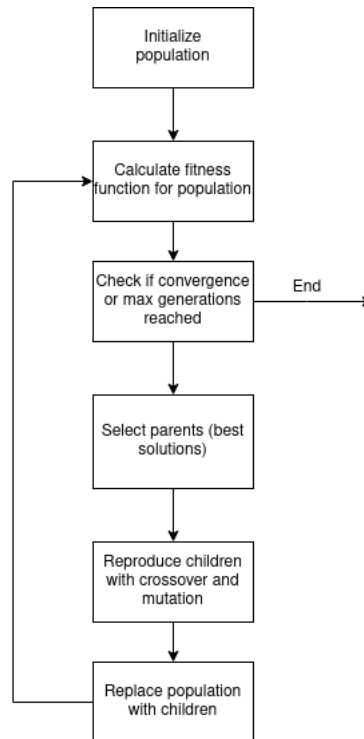 Initialize
population
Calculate fitness
function for population
Check if convergence
or max generations
reached
End
Select parents (best
solutions)
Reproduce children
with crossover and
mutation
Replace population
with children